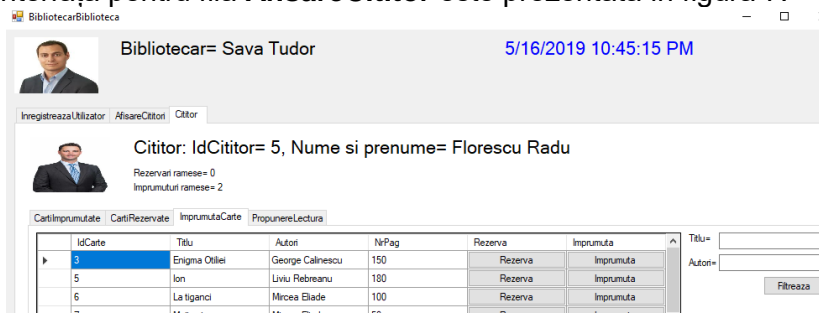 BibliotecarBiblioteca
Bibliotecar= Sava Tudor 5/16/2019 10:45:15 PM
InregistreazaUtilizator AfisareCititori Cititor
Cititor: IdCititor= 5, Nume si prenume= Florescu Radu
Rezervari ramese= 0
Imprumuturi ramese= 2
CartiImprumutate CartiRezervate ImprumutaCarte PropunereLectura
IdCarte Titlu Autori NrPag Rezerva Imprumuta Titlu=
3 Enigma Otiliei George Calinescu 150 Rezerva Imprumuta Autori=
5 Ion Liviu Rebreanu 180 Rezerva Imprumuta Filtreaza
6 La tiganci Mircea Eliade 100 Rezerva Imprumuta